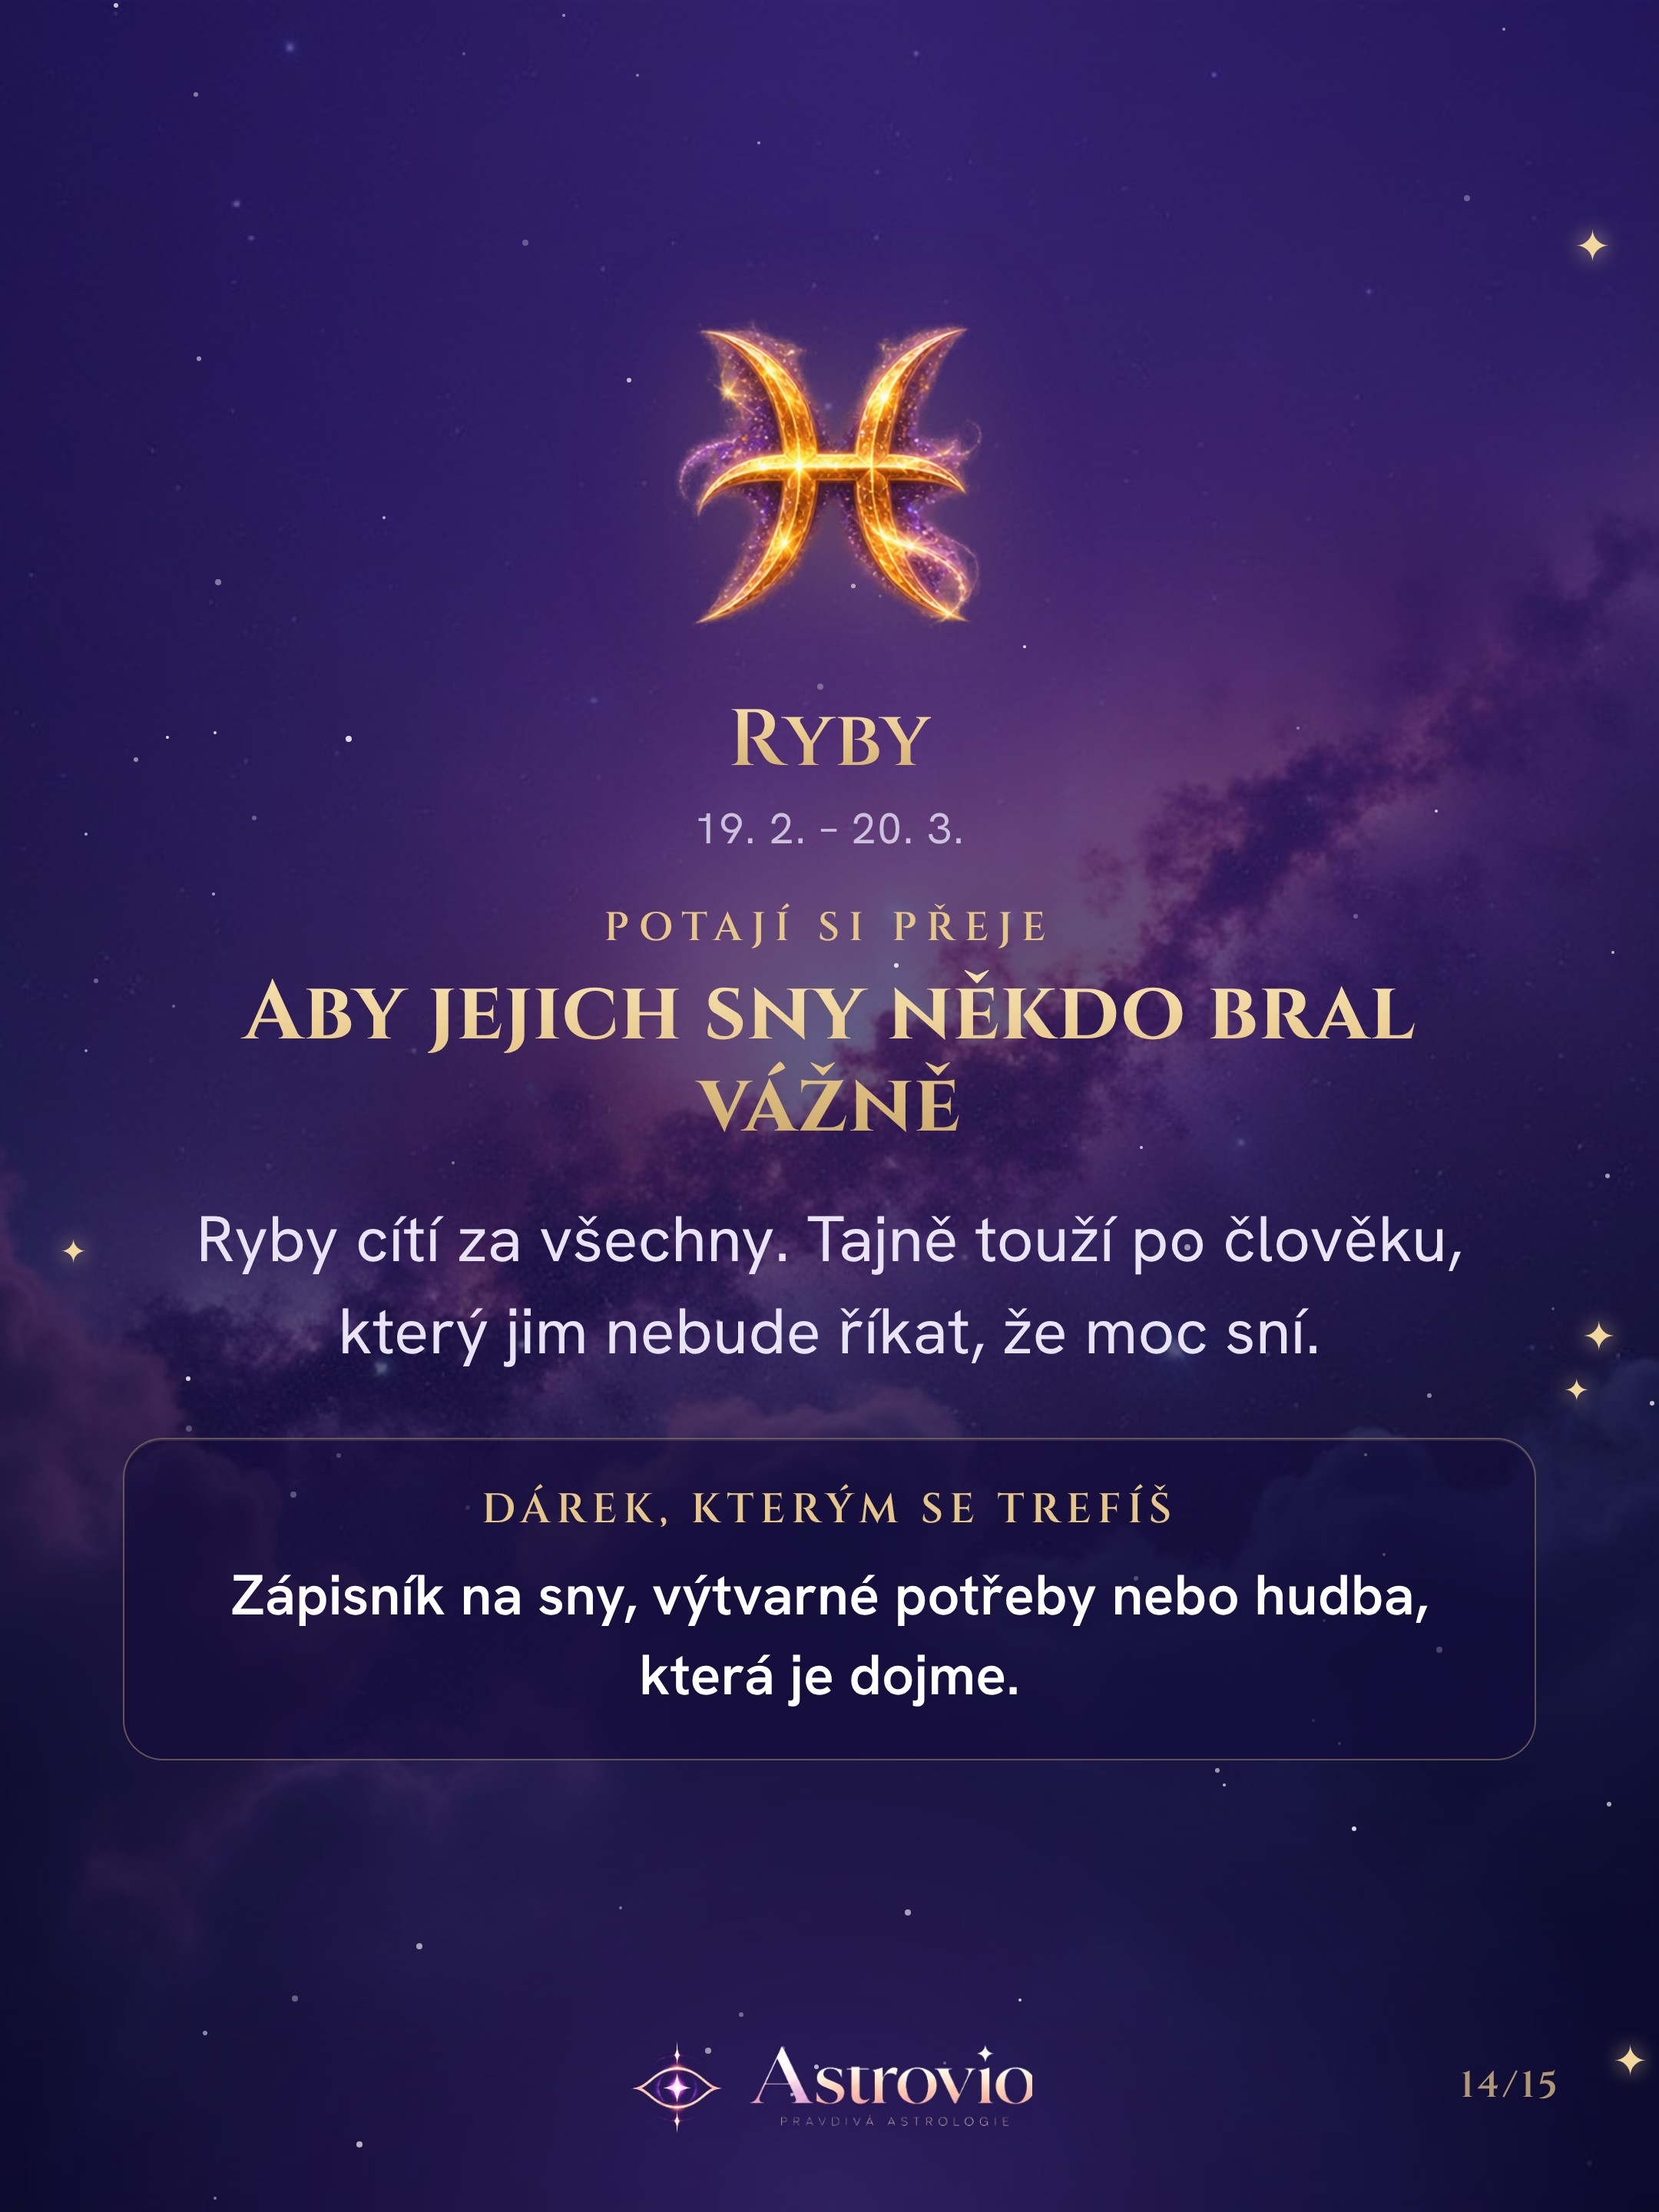 Ryby
19. 2. – 20. 3.
POTAJÍ SI PŘEJE
Aby jejich sny někdo bral
vážně
Ryby cítí za všechny. Tajně touží po člověku,
který jim nebude říkat, že moc sní.
DÁREK, KTERÝM SE TREFÍŠ
Zápisník na sny, výtvarné potřeby nebo hudba,
která je dojme.
Astrovio
PRAVDIVÁ ASTROLOGIE
14/15